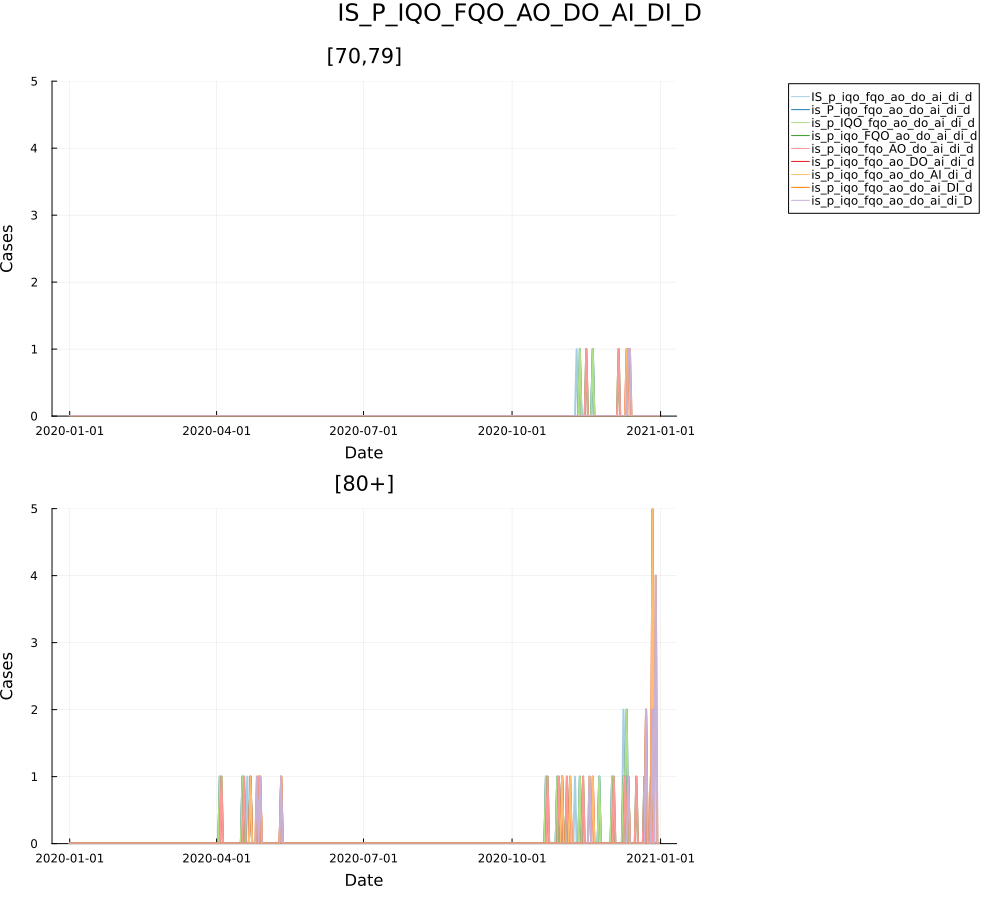 IS_P_IQO_FQO_AO_DO_AI_DI_D
[70,79]
5
4
3
2
1
0
Cases
2020-01-01 2020-04-01 2020-07-01 2020-10-01 2021-01-01
Date
IS_p_iqo_fqo_ao_do_ai_di_d
is_P_iqo_fqo_ao_do_ai_di_d
is_p_IQO_fqo_ao_do_ai_di_d
is_p_iqo_FQO_ao_do_ai_di_d
is_p_iqo_fqo_AO_do_ai_di_d
is_p_iqo_fqo_ao_DO_ai_di_d
is_p_iqo_fqo_ao_do_AI_di_d
is_p_iqo_fqo_ao_do_ai_DI_d
is_p_iqo_fqo_ao_do_ai_di_D
[80+]
5
4
3
2
1
0
Cases
2020-01-01 2020-04-01 2020-07-01 2020-10-01 2021-01-01
Date